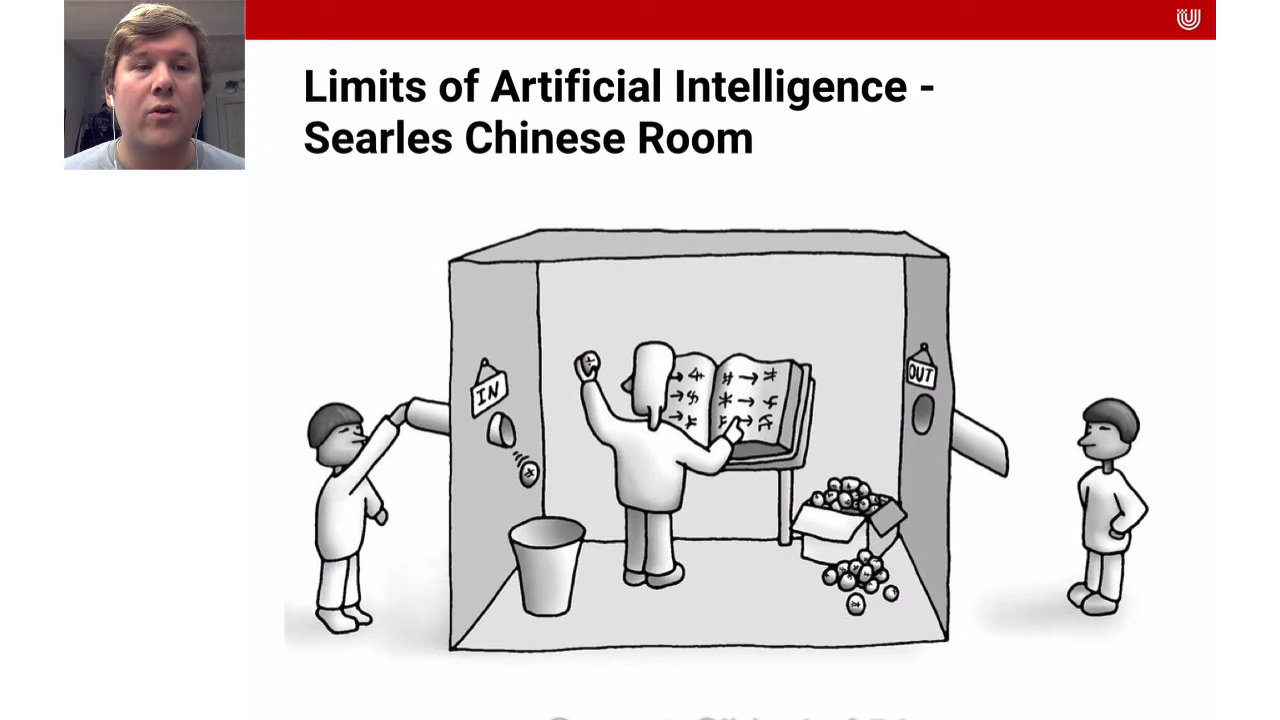 Limits of Artificial Intelligence -
Searles Chinese Room
IN
OUT